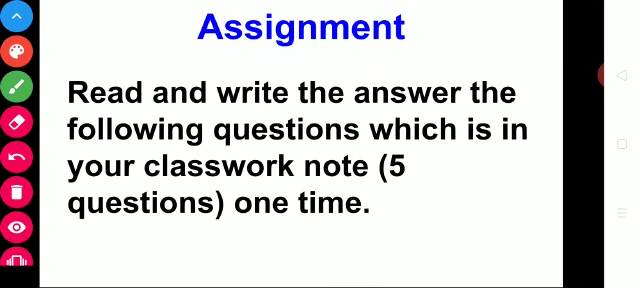 Assignment
Read and write the answer the
following questions which is in
your classwork note (5
questions) one time.